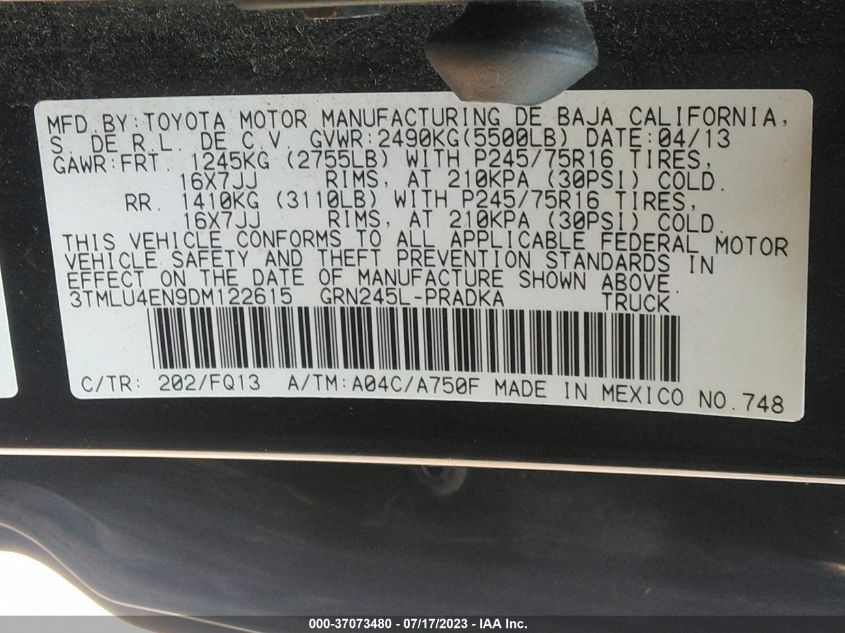 MFD.BY:TOYOTA MOTOR MANUFACTURING DE BAJA CALIFORNIA,
S. DE R.L. DE C.V. GVWR:2490KG(5500LB) DATE:04/13
GAWR:FRT. 1245KG (2755LB) WITH P245/75R16 TIRES,
16X7JJ RIMS, AT 210KPA (30PSI) COLD.
RR. 1410KG (3110LB) WITH P245/75R16 TIRES,
16X7JJ RIMS, AT 210KPA (30PSI) COLD.
THIS VEHICLE CONFORMS TO ALL APPLICABLE FEDERAL MOTOR
VEHICLE SAFETY AND THEFT PREVENTION STANDARDS IN
EFFECT ON THE DATE OF MANUFACTURE SHOWN ABOVE.
3TMLU4EN9DM122615 GRN245L-PRADKA TRUCK
C/TR: 202/FQ13 A/TM:A04C/A750F MADE IN MEXICO NO.748
000-37073480 - 07/17/2023 - IAA Inc.